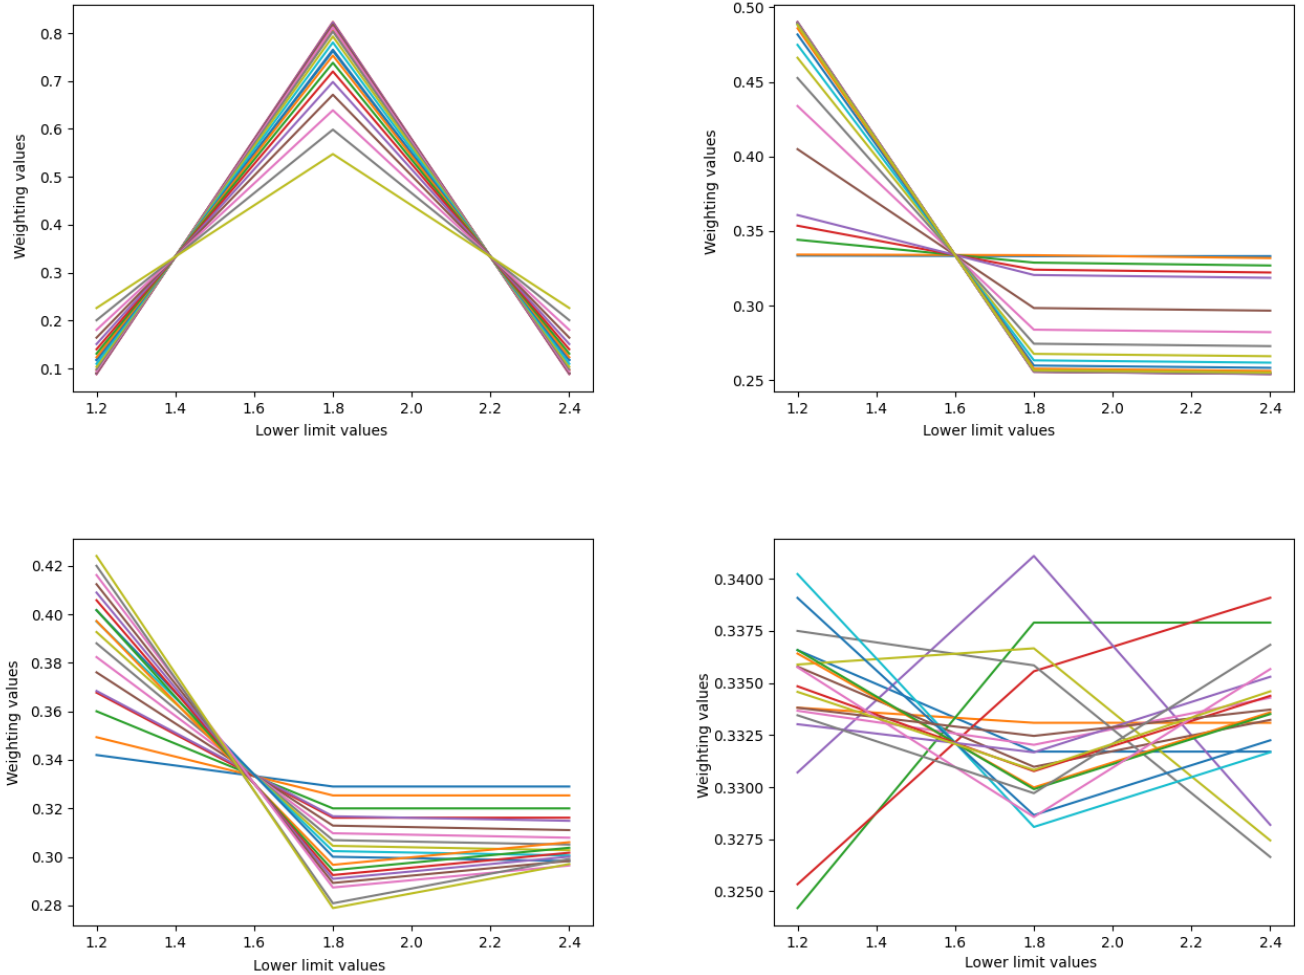 0.8
0.7
0.6
0.5
0.4
0.3
0.2
0.1
Weighting values
1.2 1.4 1.6 1.8 2.0 2.2 2.4
Lower limit values
0.50
0.45
0.40
0.35
0.30
0.25
Weighting values
1.2 1.4 1.6 1.8 2.0 2.2 2.4
Lower limit values
0.42
0.40
0.38
0.36
0.34
0.32
0.30
0.28
Weighting values
1.2 1.4 1.6 1.8 2.0 2.2 2.4
Lower limit values
0.3400
0.3375
0.3350
0.3325
0.3300
0.3275
0.3250
Weighting values
1.2 1.4 1.6 1.8 2.0 2.2 2.4
Lower limit values